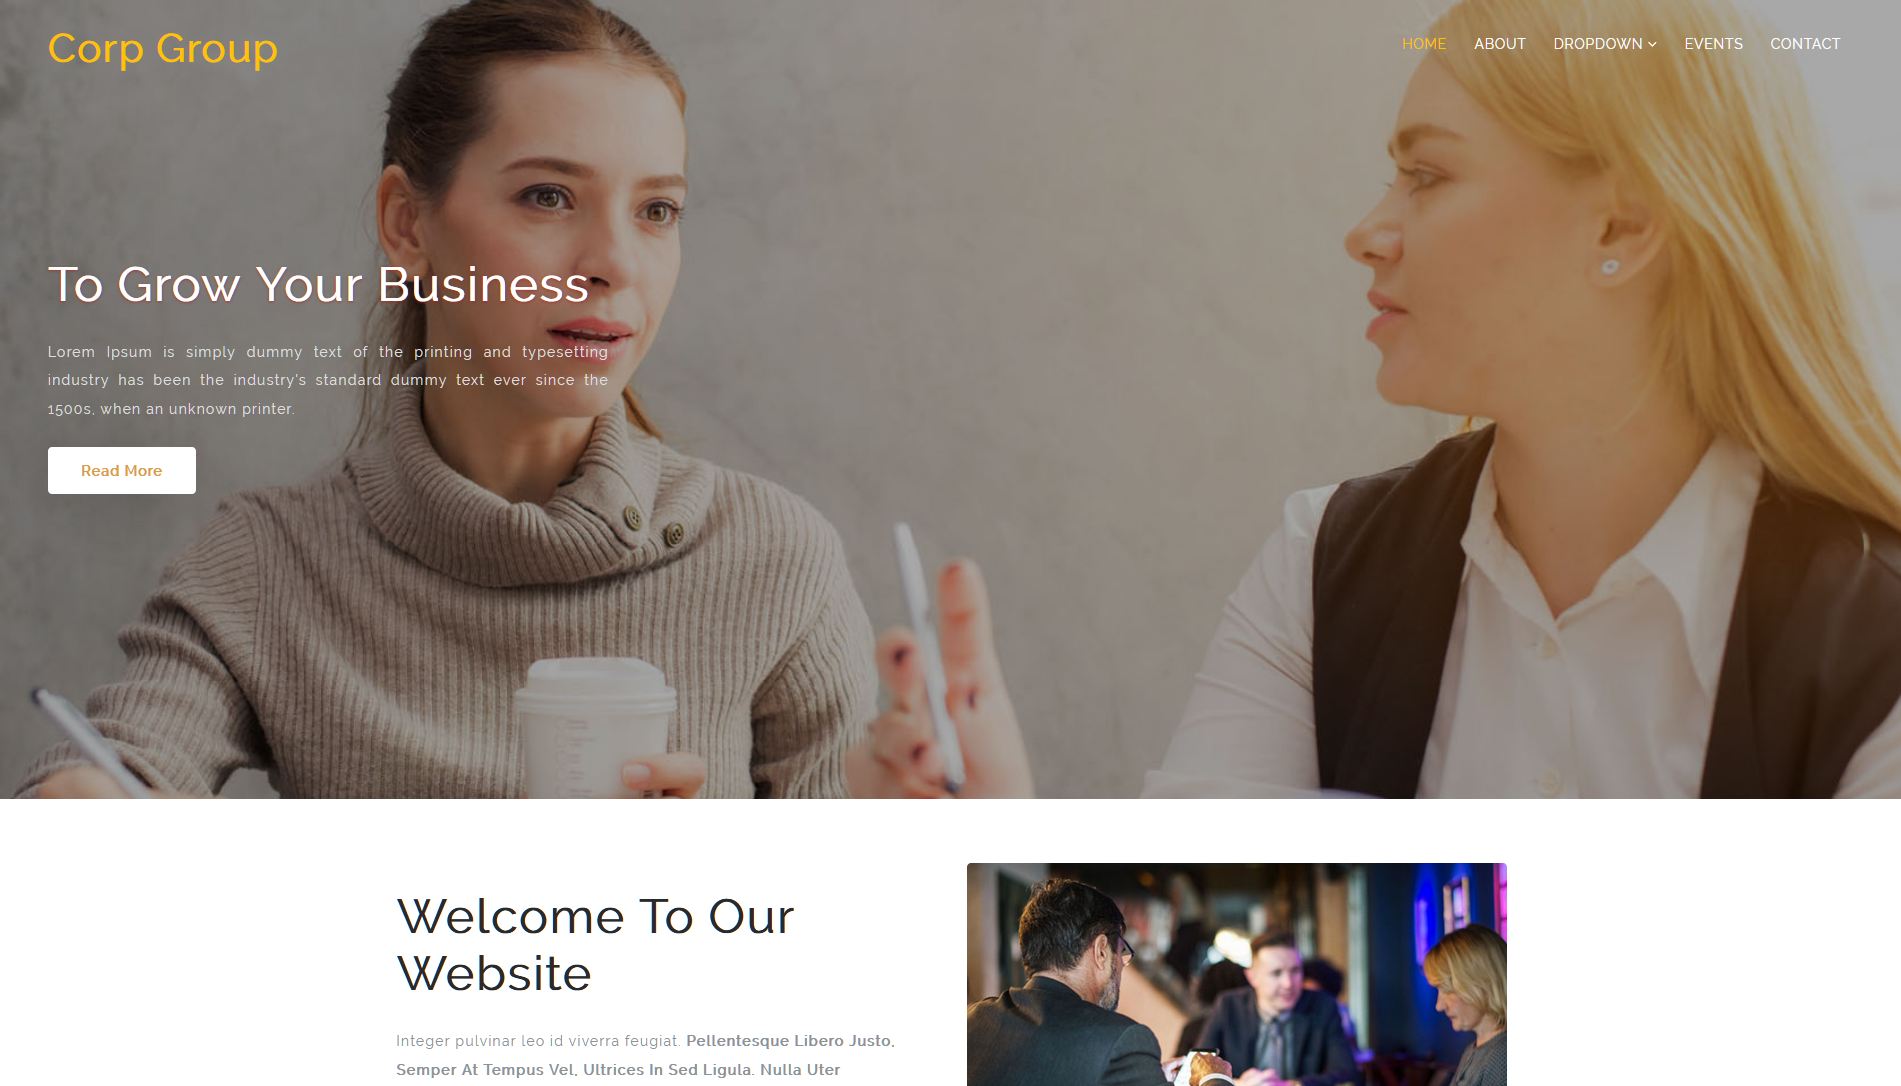 Corp Group
HOME ABOUT DROPDOWN EVENTS CONTACT
To Grow Your Business
Lorem Ipsum is simply dummy text of the printing and typesetting
industry has been the industry's standard dummy text ever since the
1500s, when an unknown printer.
Read More
Welcome To Our
Website
Integer pulvinar leo id viverra feugiat. Pellentesque Libero Justo,
Semper At Tempus Vel, Ultrices In Sed Ligula. Nulla Uter